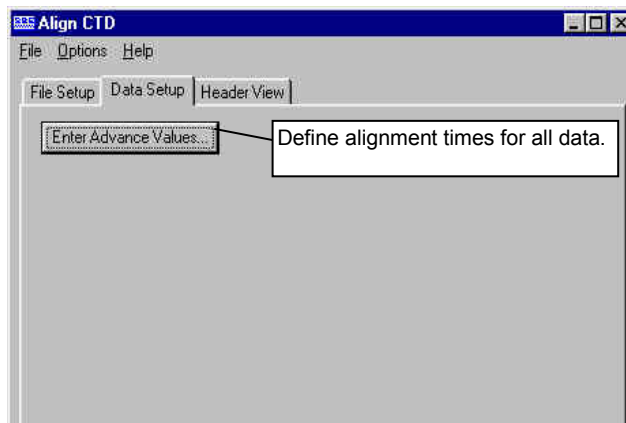 Align CTD
File Options Help
File Setup Data Setup Header View
Enter Advance Values...
Define alignment times for all data.